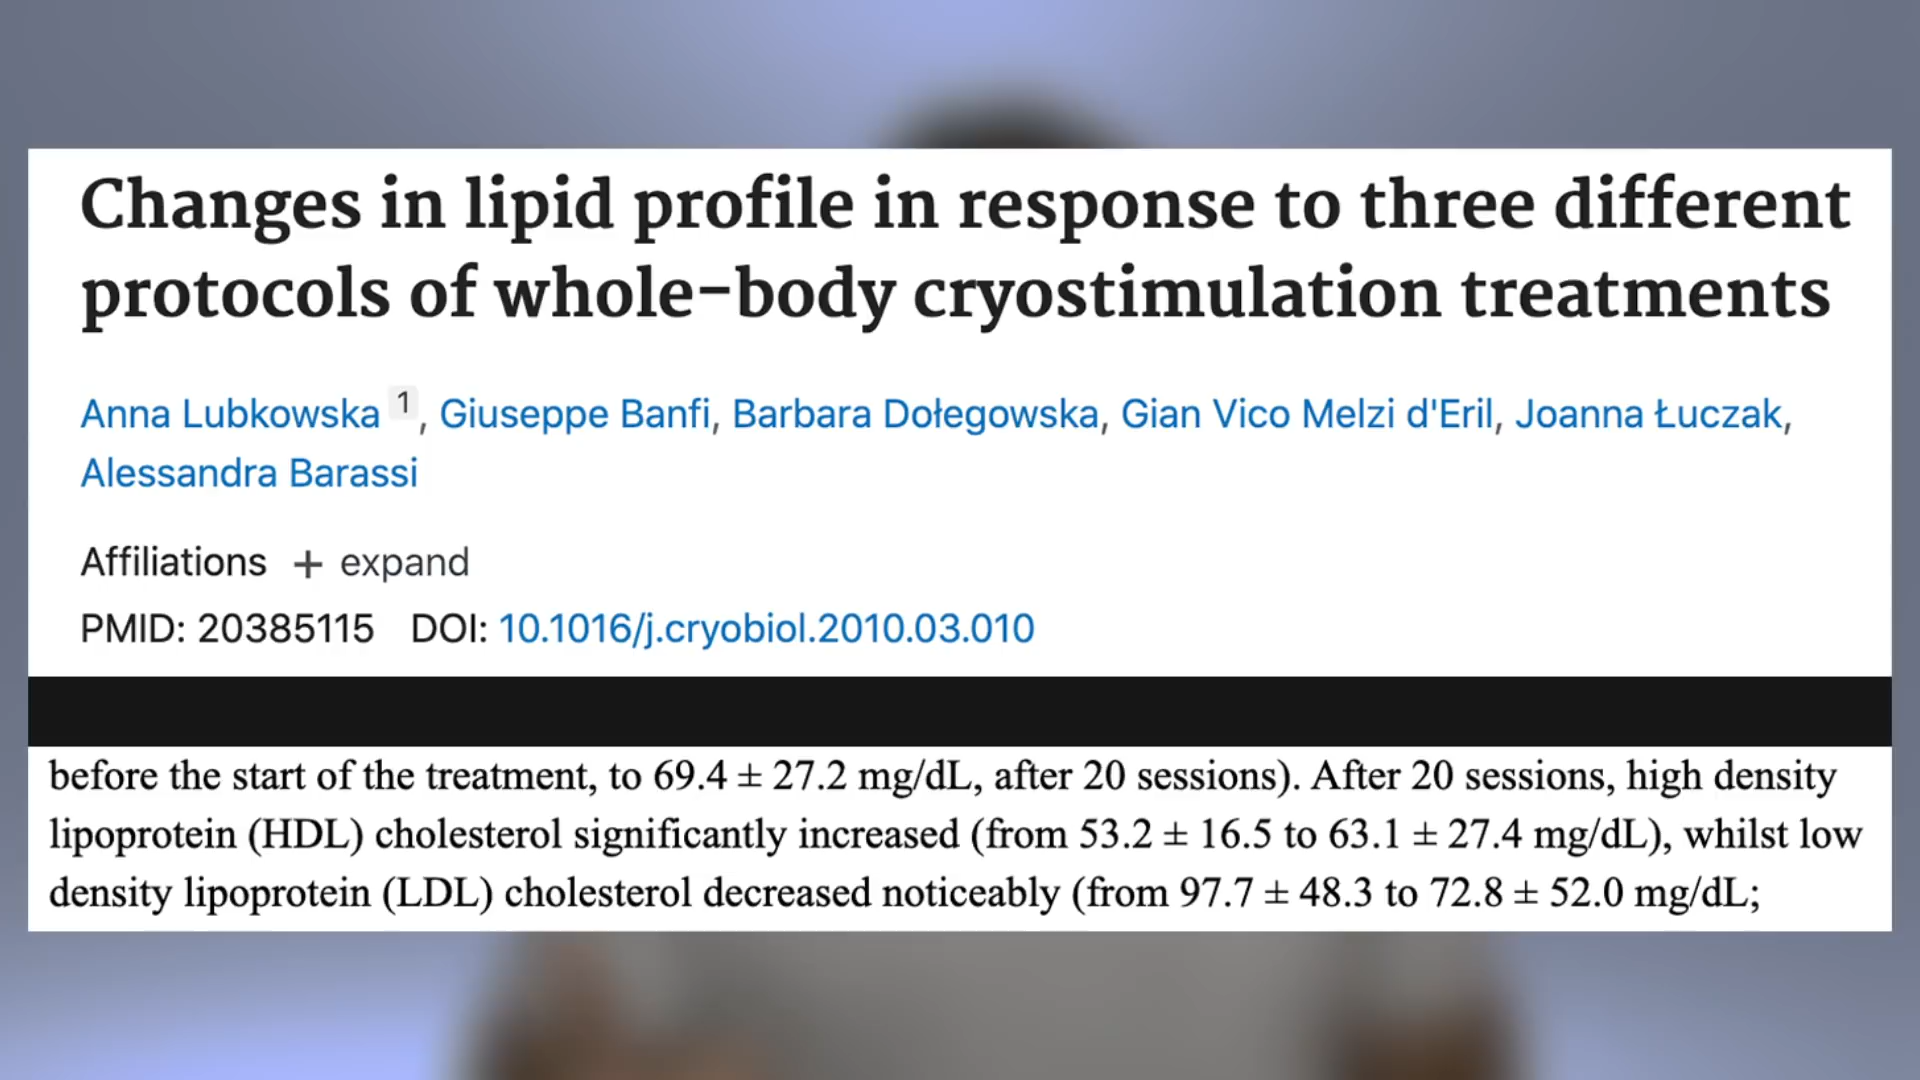 Changes in lipid profile in response to three different
protocols of whole-body cryostimulation treatments
Anna Lubkowska 1, Giuseppe Banfi, Barbara Dołegowska, Gian Vico Melzi d'Eril, Joanna Łuczak,
Alessandra Barassi
Affiliations + expand
PMID: 20385115 DOI: 10.1016/j.cryobiol.2010.03.010
before the start of the treatment, to 69.4 ± 27.2 mg/dL, after 20 sessions). After 20 sessions, high density
lipoprotein (HDL) cholesterol significantly increased (from 53.2 ± 16.5 to 63.1 ± 27.4 mg/dL), whilst low
density lipoprotein (LDL) cholesterol decreased noticeably (from 97.7 ± 48.3 to 72.8 ± 52.0 mg/dL;